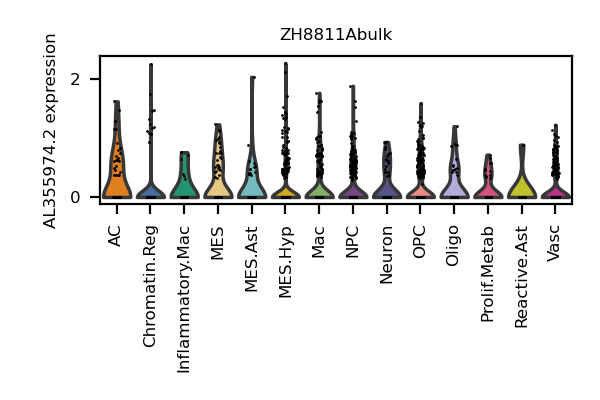 ZH8811Abulk
AL355974.2 expression
2
0
AC
Chromatin.Reg
Inflammatory.Mac
MES
MES.Ast
MES.Hyp
Mac
NPC
Neuron
OPC
Oligo
Prolif.Metab
Reactive.Ast
Vasc